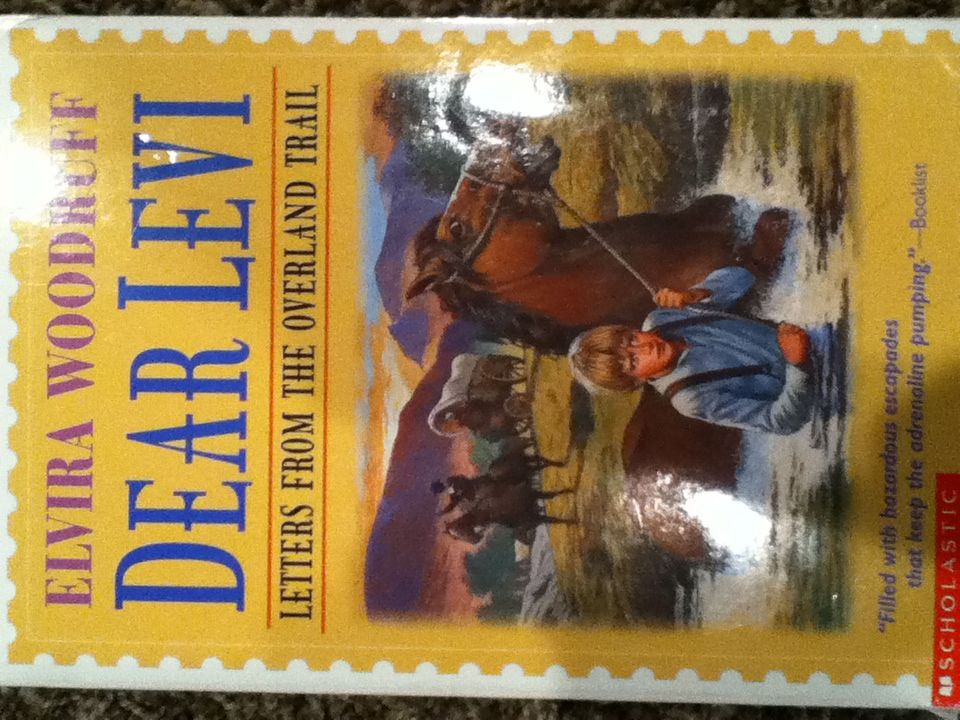 ELVIRA WOODRUFF
DEAR LEVI
LETTERS FROM THE OVERLAND TRAIL
"Filled with hazardous escapades
that keep the adrenaline pumping."—Booklist
SCHOLASTIC